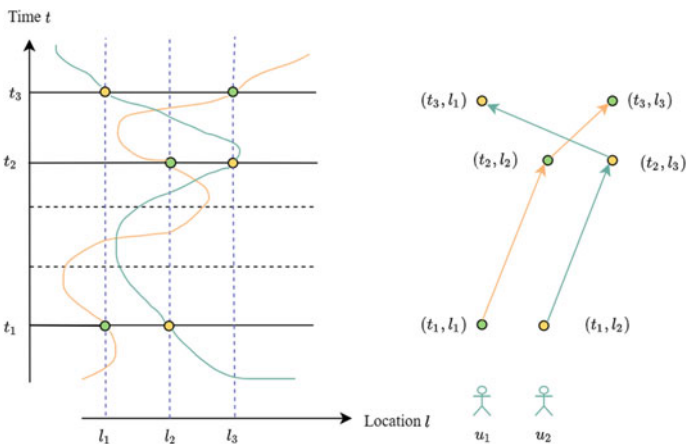 Time t
t₃
t₂
t₁
l₁ l₂ l₃
Location l
(t₃, l₁) (t₃, l₃)
(t₂, l₂) (t₂, l₃)
(t₁, l₁) (t₁, l₂)
u₁ u₂